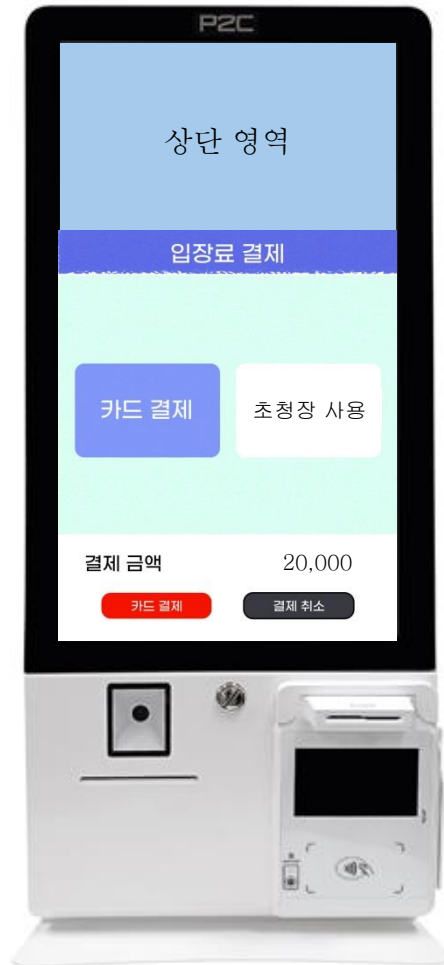 P2C
상단 영역
입장료 결제
카드 결제
초청장 사용
결제 금액 20,000
카드 결제 결제 취소